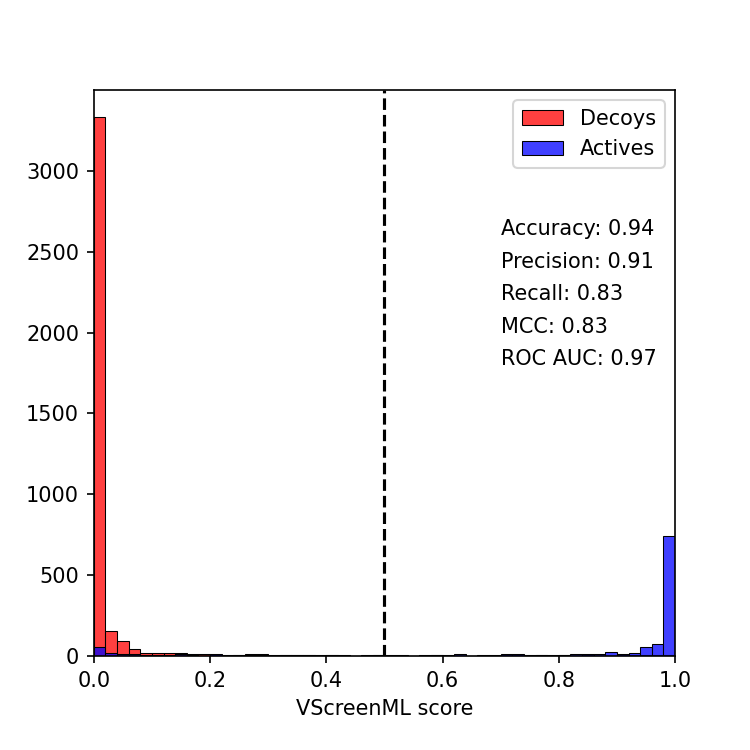 Decoys
Actives
Accuracy: 0.94
Precision: 0.91
Recall: 0.83
MCC: 0.83
ROC AUC: 0.97
3000
2500
2000
1500
1000
500
0
0.0 0.2 0.4 0.6 0.8 1.0
VScreenML score